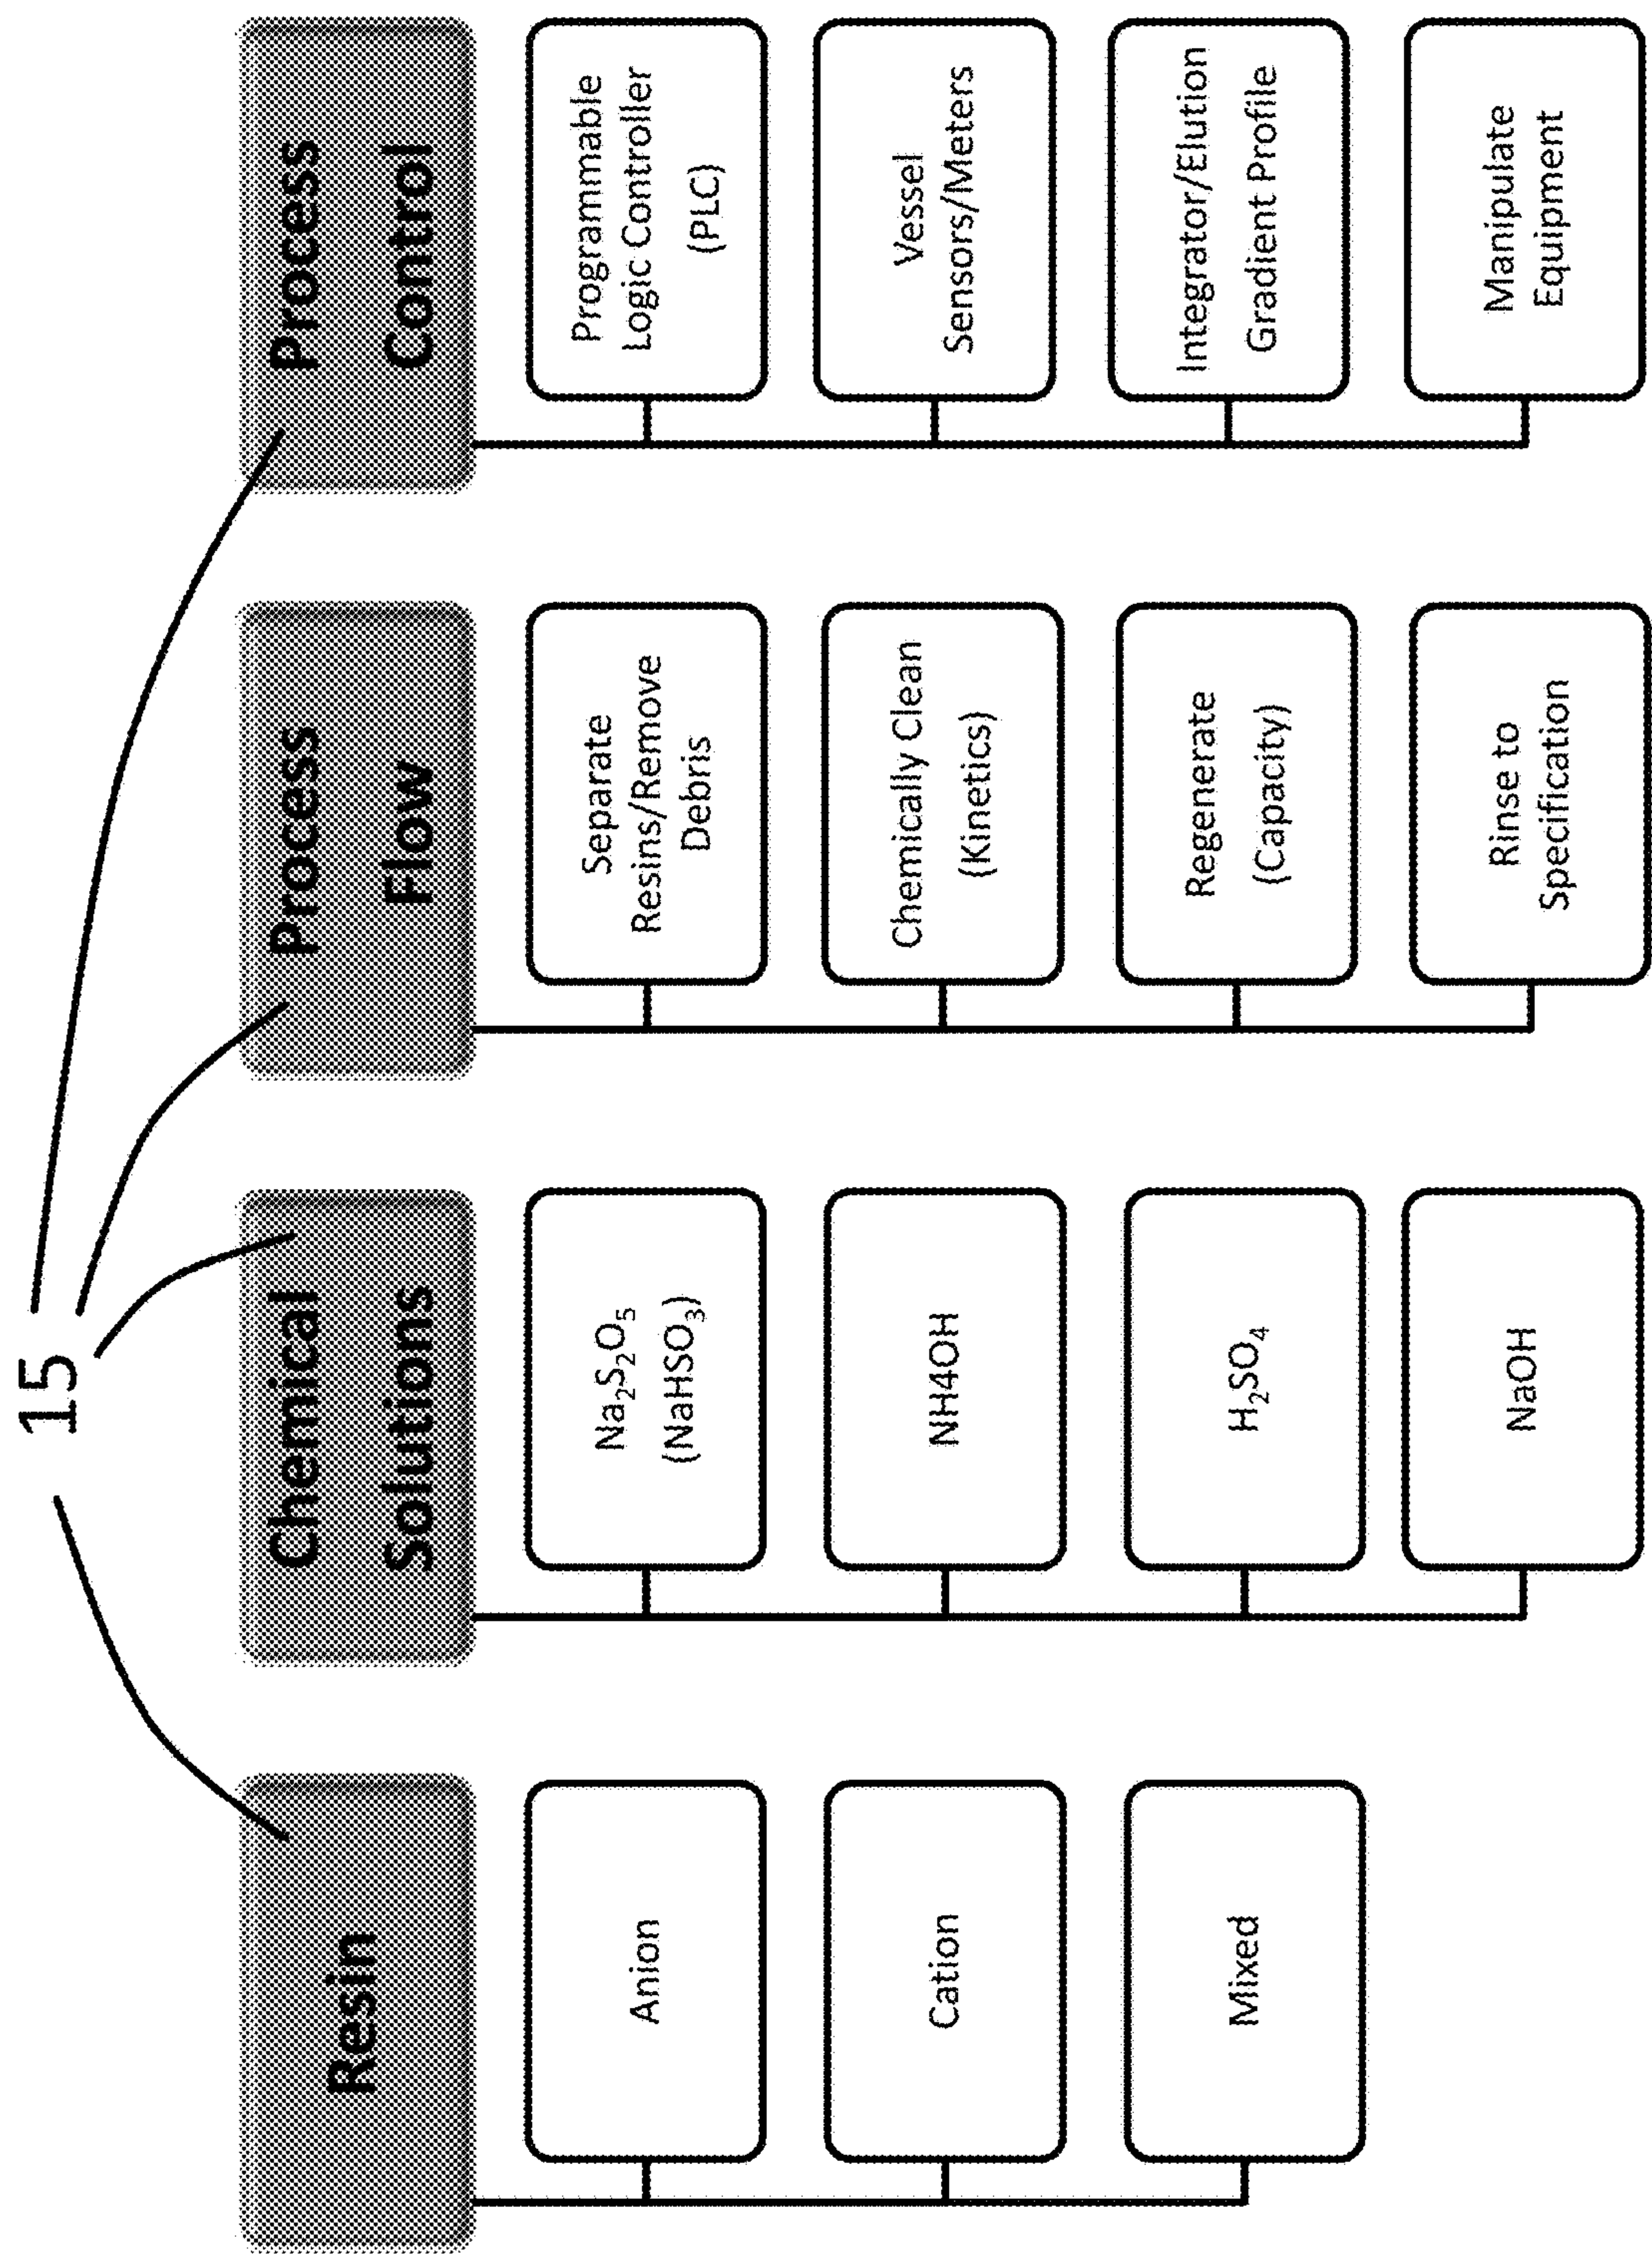 15
Resin
Anion
Cation
Mixed
Chemical
Solutions
Na₂S₂O₅
(NaHSO₃)
NH4OH
H₂SO₄
NaOH
Process
Flow
Separate
Resins/Remove
Debris
Chemically Clean
(Kinetics)
Regenerate
(Capacity)
Rinse to
Specification
Process
Control
Programmable
Logic Controller
(PLC)
Vessel
Sensors/Meters
Integrator/Elution
Gradient Profile
Manipulate
Equipment